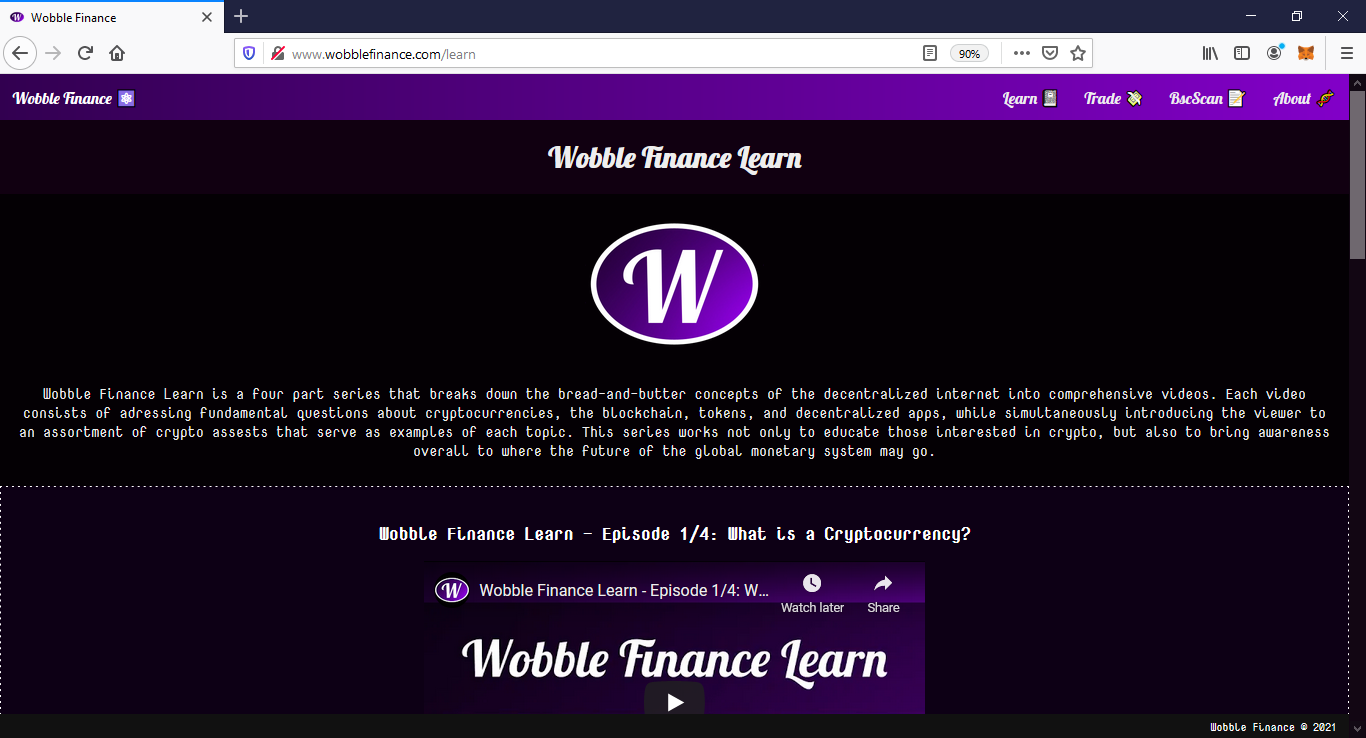 Wobble Finance
www.wobblefinance.com/learn
90%
Wobble Finance
Learn
Trade
BscScan
About
Wobble Finance Learn
W
Wobble Finance Learn is a four part series that breaks down the bread-and-butter concepts of the decentralized internet into comprehensive videos. Each video
consists of adressing fundamental questions about cryptocurrencies, the blockchain, tokens, and decentralized apps, while simultaneously introducing the viewer to
an assortment of crypto assests that serve as examples of each topic. This series works not only to educate those interested in crypto, but also to bring awareness
overall to where the future of the global monetary system may go.
Wobble Finance Learn - Episode 1/4: What is a Cryptocurrency?
W
Wobble Finance Learn - Episode 1/4: W...
Watch later
Share
Wobble Finance Learn
Wobble Finance © 2021